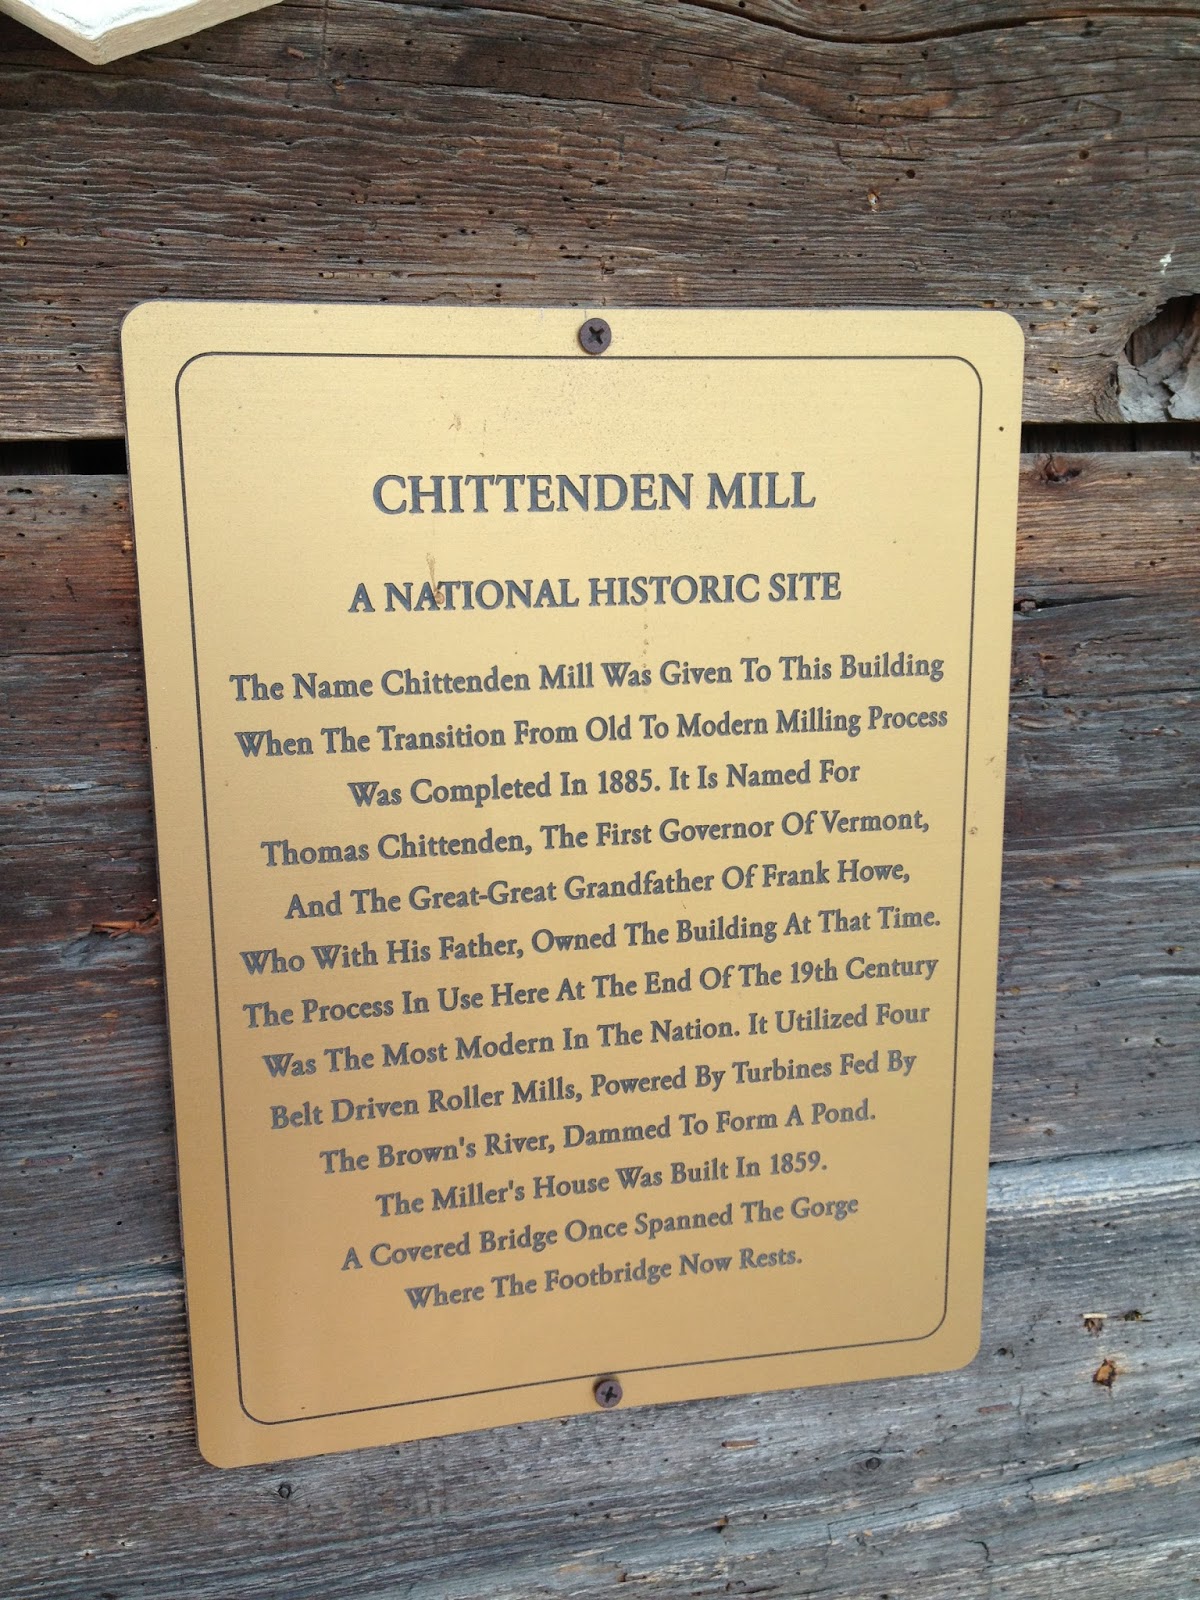 CHITTENDEN MILL
A NATIONAL HISTORIC SITE
The Name Chittenden Mill Was Given To This Building
When The Transition From Old To Modern Milling Process
Was Completed In 1885. It Is Named For
Thomas Chittenden, The First Governor Of Vermont,
And The Great-Great Grandfather Of Frank Howe,
Who With His Father, Owned The Building At That Time.
The Process In Use Here At The End Of The 19th Century
Was The Most Modern In The Nation. It Utilized Four
Belt Driven Roller Mills, Powered By Turbines Fed By
The Brown's River, Dammed To Form A Pond.
The Miller's House Was Built In 1859.
A Covered Bridge Once Spanned The Gorge
Where The Footbridge Now Rests.